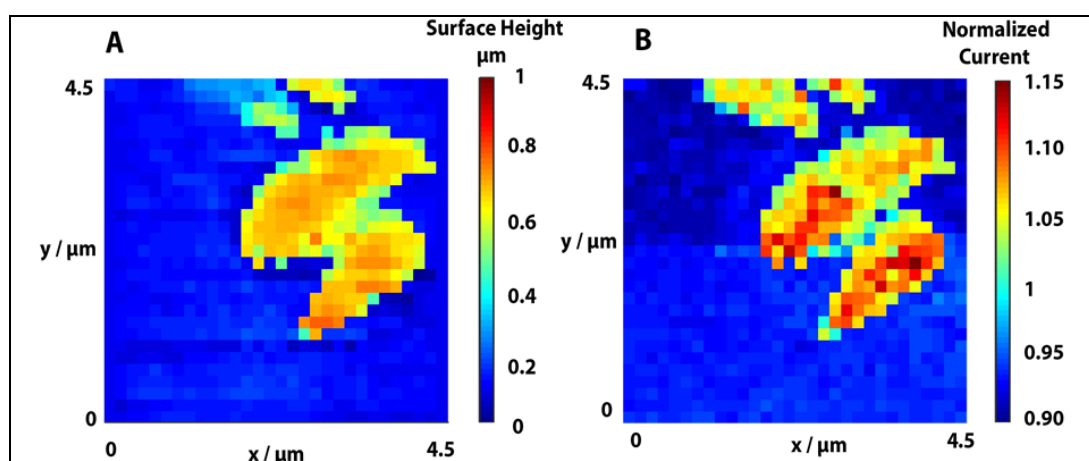 A
Surface Height
µm
4.5
y / µm
0
0
x / µm
4.5
1
0.8
0.6
0.4
0.2
0
B
Normalized
Current
4.5
y / µm
0
0
x / µm
4.5
1.15
1.10
1.05
1
0.95
0.90